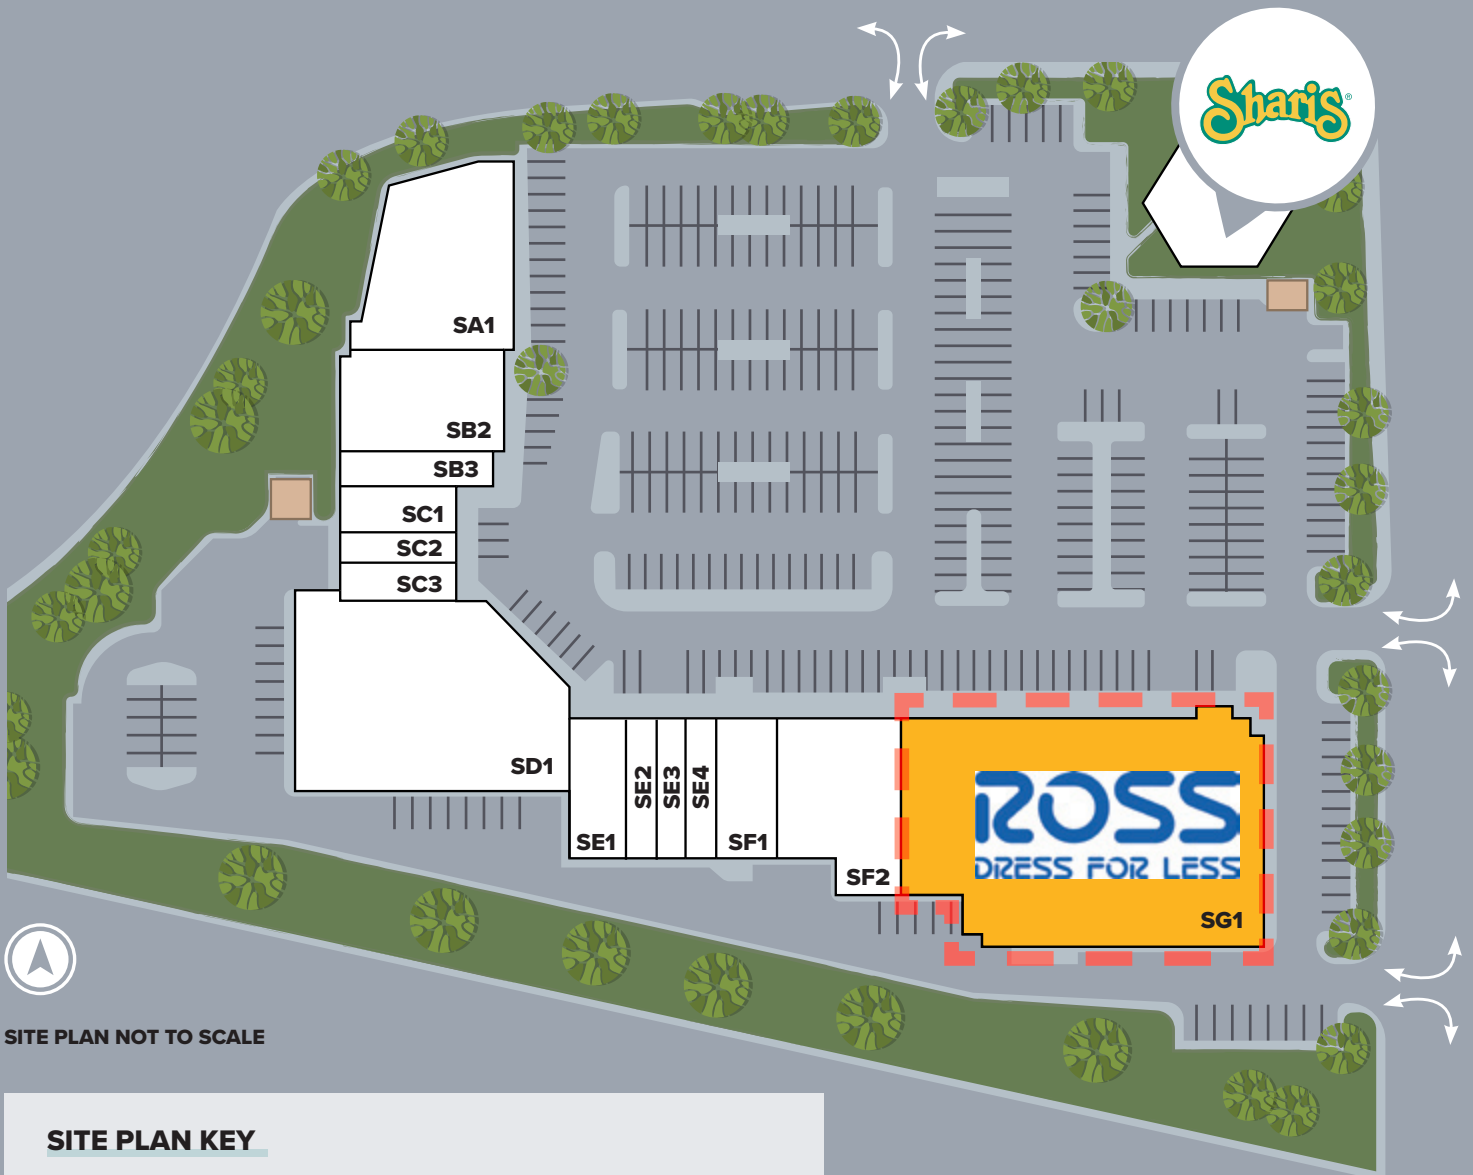 Sharis®
SA1
SB2
SB3
SC1
SC2
SC3
SD1
SE1
SE2
SE3
SE4
SF1
SF2
ROSS
DRESS FOR LESS
SG1
SITE PLAN NOT TO SCALE
SITE PLAN KEY